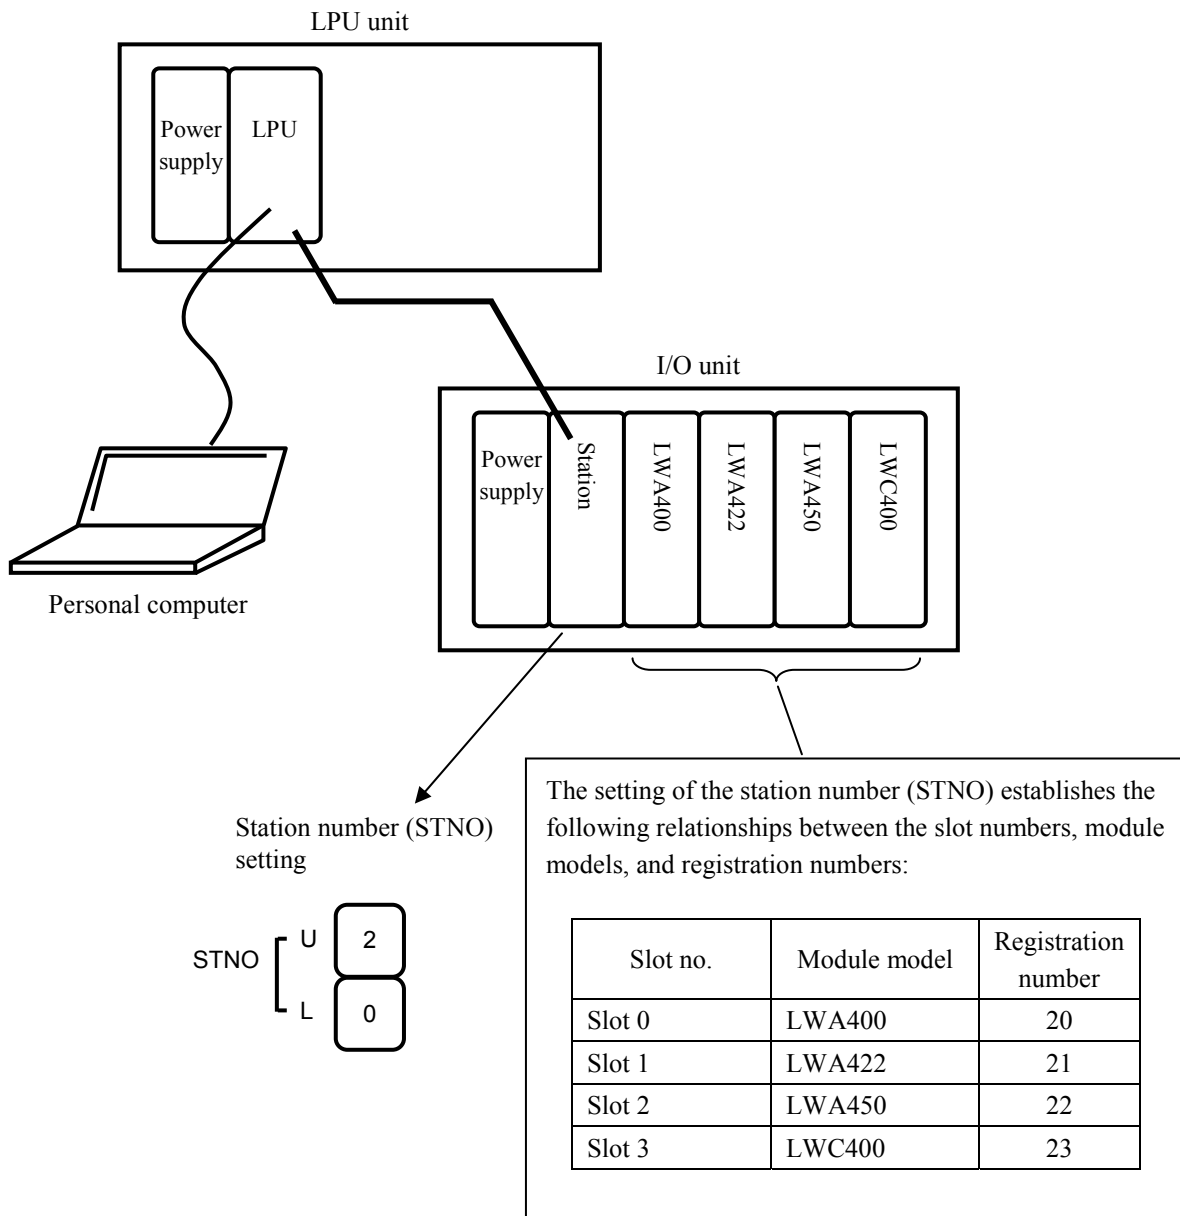 LPU unit
Power
supply
LPU
I/O unit
Power
supply
Station
LWA400
LWA422
LWA450
LWC400
Personal computer
Station number (STNO)
setting
STNO
U
2
L
0
The setting of the station number (STNO) establishes the
following relationships between the slot numbers, module
models, and registration numbers:
Slot no. Module model Registration
number
Slot 0 LWA400 20
Slot 1 LWA422 21
Slot 2 LWA450 22
Slot 3 LWC400 23